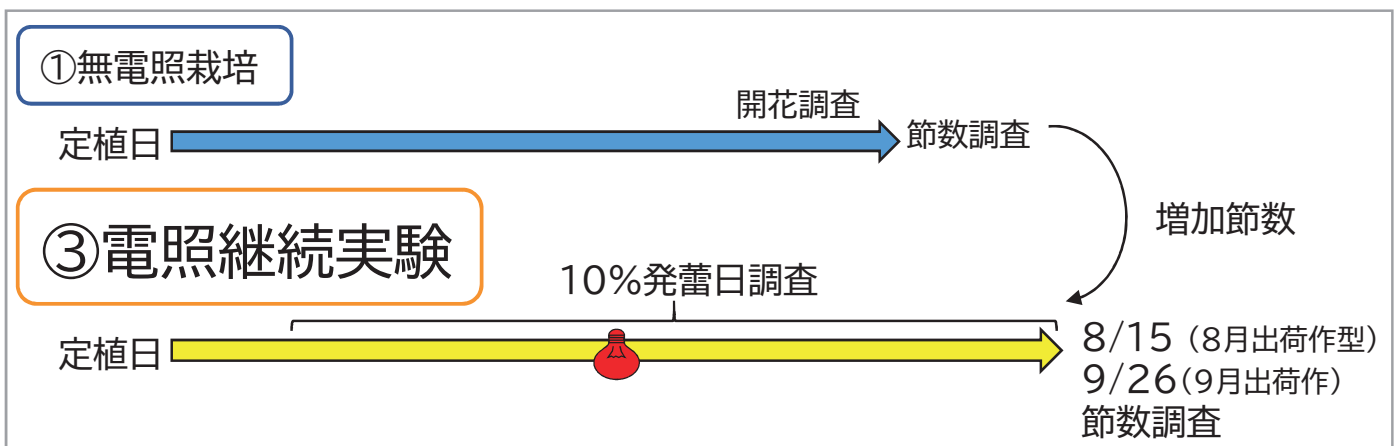 ①無電照栽培
開花調査
定植日
節数調査
増加節数
③電照継続実験
10%発蕾日調査
定植日
8/15（8月出荷作型）
9/26（9月出荷作）
節数調査